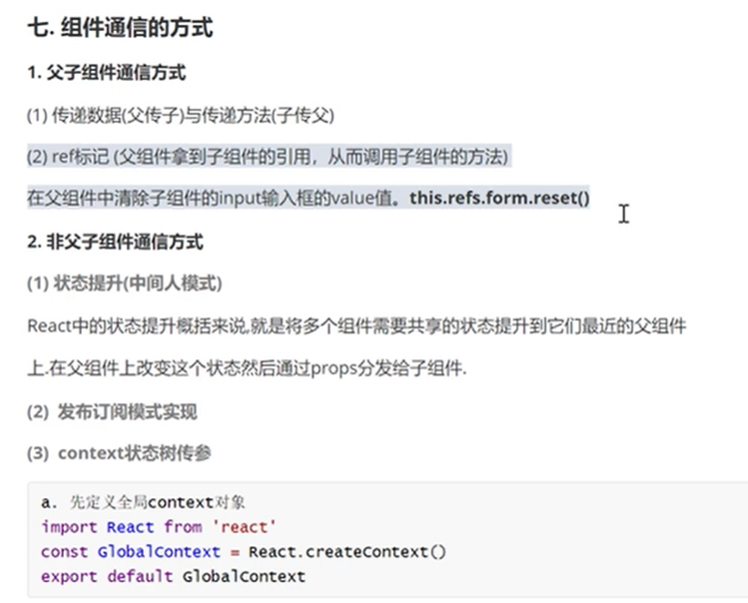 七. 组件通信的方式
1. 父子组件通信方式
(1) 传递数据(父传子)与传递方法(子传父)
(2) ref标记 (父组件拿到子组件的引用，从而调用子组件的方法)
在父组件中清除子组件的input输入框的value值。this.refs.form.reset()
2. 非父子组件通信方式
(1) 状态提升(中间人模式)
React中的状态提升概括来说,就是将多个组件需要共享的状态提升到它们最近的父组件
上.在父组件上改变这个状态然后通过props分发给子组件.
(2) 发布订阅模式实现
(3) context状态树传参
a. 先定义全局context对象
import React from 'react'
const GlobalContext = React.createContext()
export default GlobalContext